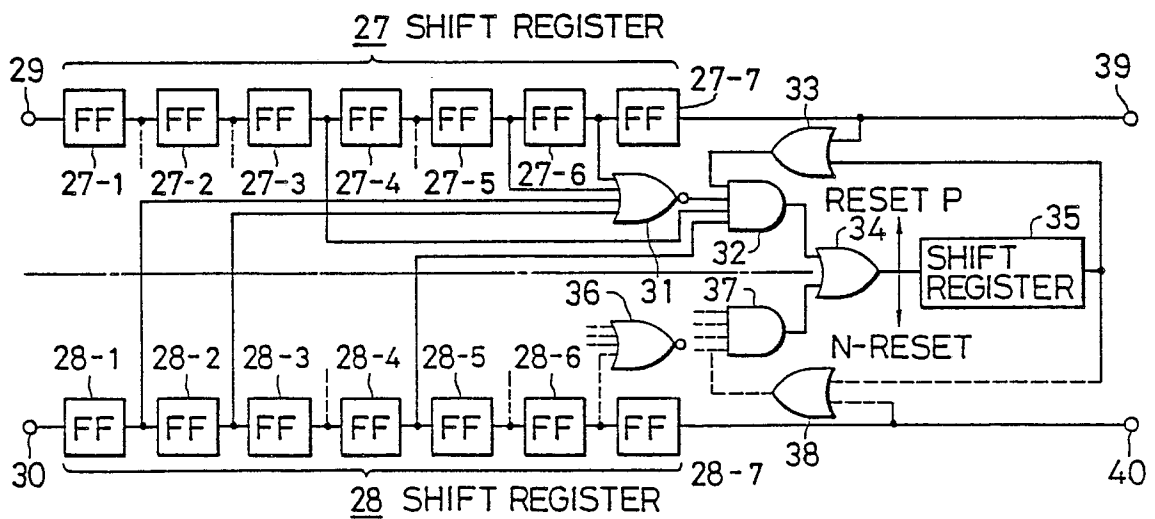 27 SHIFT REGISTER
29
27-7
33
39
FF FF FF FF FF FF FF
27-1 27-2 27-3 27-4 27-5 27-6
RESET P
32
34
35
31
SHIFT
REGISTER
36
37
N-RESET
28-1 28-2 28-3 28-4 28-5 28-6
FF FF FF FF FF FF FF
30
38
40
28-7
28 SHIFT REGISTER